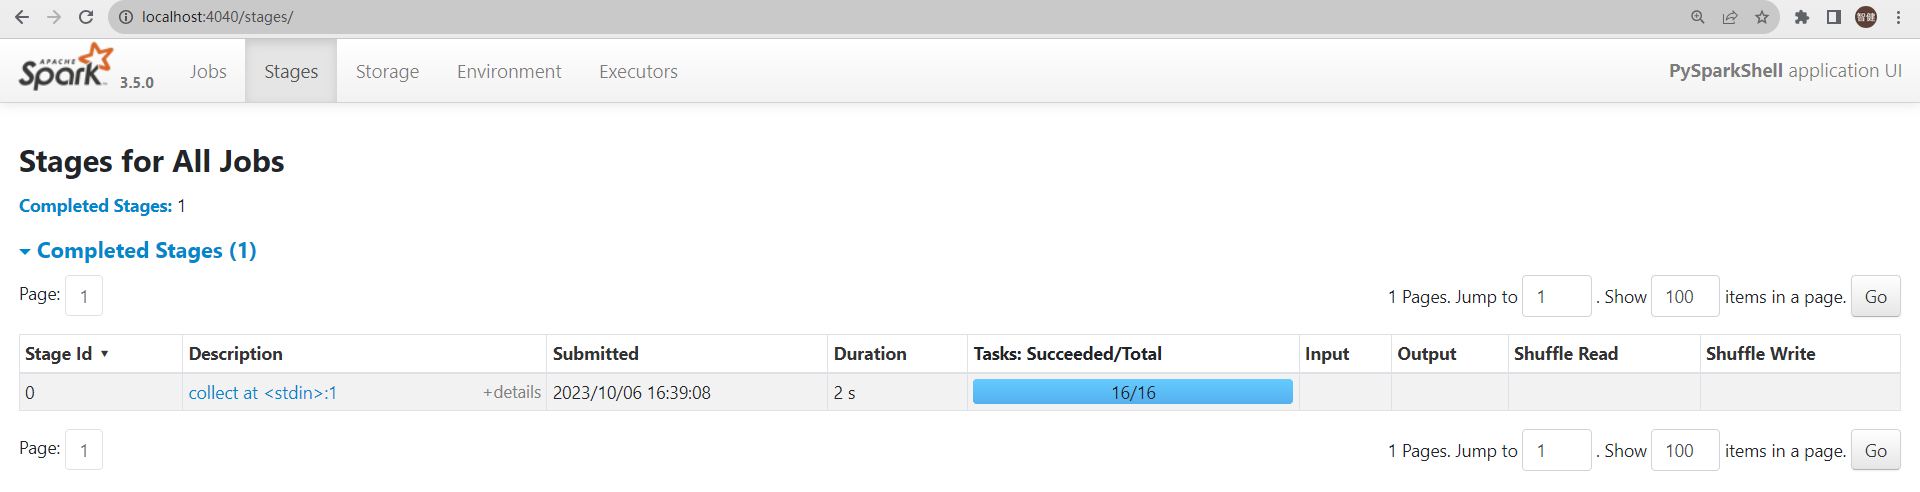 localhost:4040/stages/
智健
APACHE
Spark 3.5.0 Jobs Stages Storage Environment Executors PySparkShell application UI
Stages for All Jobs
Completed Stages: 1
Completed Stages (1)
Page: 1 1 Pages. Jump to 1 . Show 100 items in a page. Go
Stage Id Description Submitted Duration Tasks: Succeeded/Total Input Output Shuffle Read Shuffle Write
0 collect at <stdin>:1 +details 2023/10/06 16:39:08 2 s 16/16
Page: 1 1 Pages. Jump to 1 . Show 100 items in a page. Go